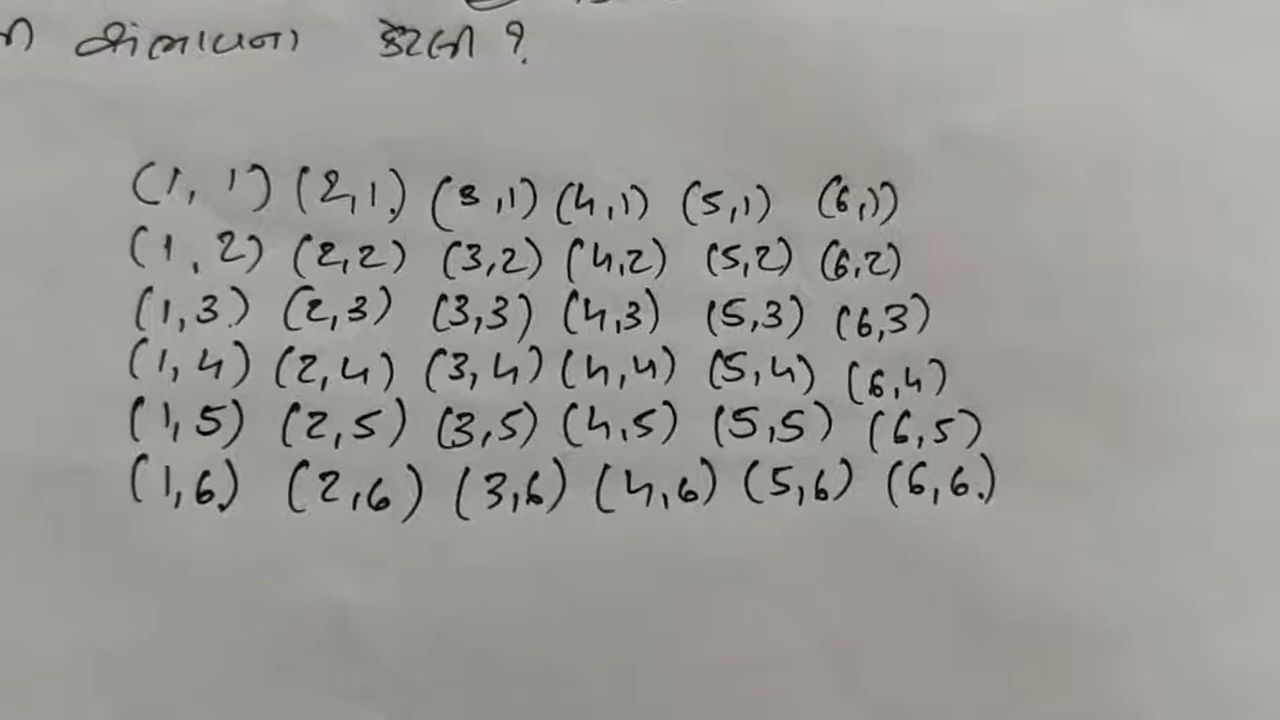 ની સંભાવના કેટલી ?
(1, 1) (2,1) (3,1) (4,1) (5,1) (6,1)
(1, 2) (2,2) (3,2) (4,2) (5,2) (6,2)
(1,3) (2,3) (3,3) (4,3) (5,3) (6,3)
(1,4) (2,4) (3,4) (4,4) (5,4) (6,4)
(1,5) (2,5) (3,5) (4,5) (5,5) (6,5)
(1,6) (2,6) (3,6) (4,6) (5,6) (6,6)